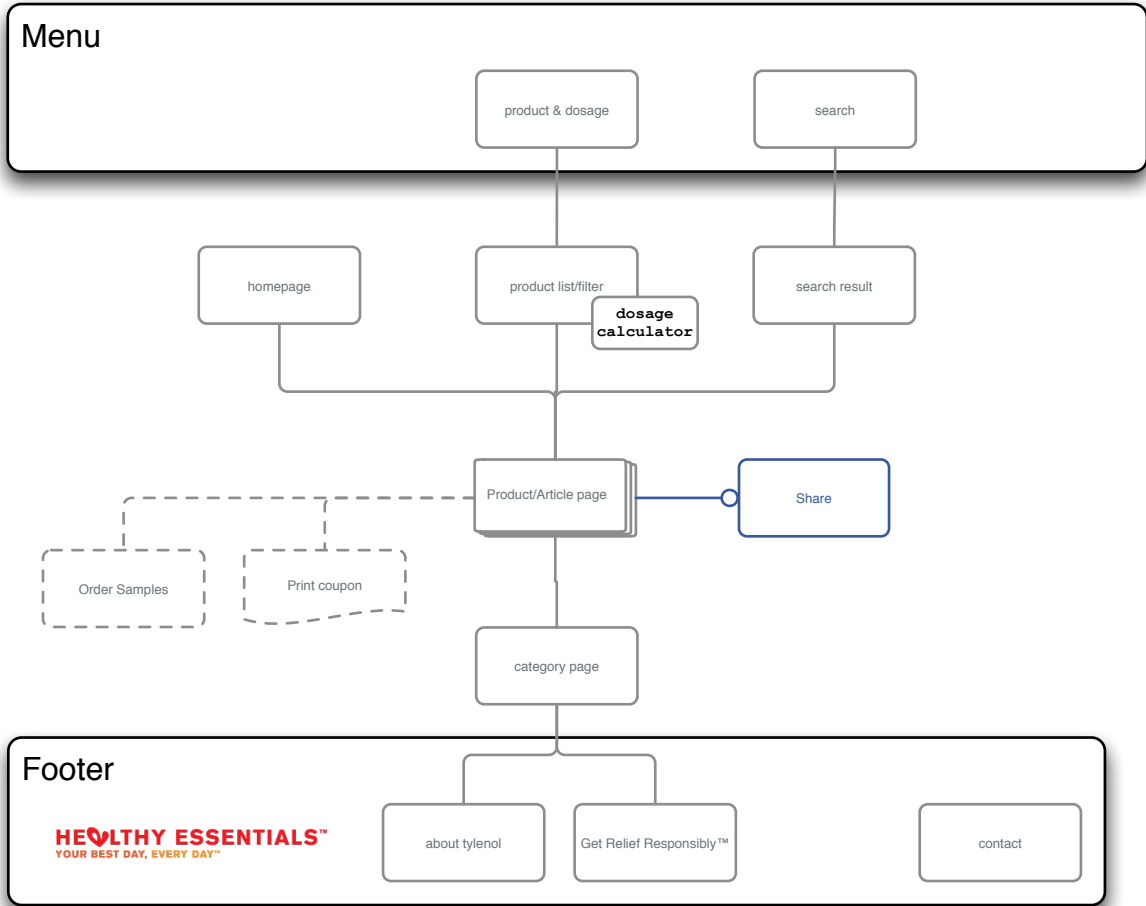 Menu
product & dosage
search
homepage
product list/filter
search result
dosage
calculator
Product/Article page
Share
Order Samples
Print coupon
category page
Footer
HEALTHY ESSENTIALS™
YOUR BEST DAY, EVERY DAY™
about tylenol
Get Relief Responsibly™
contact